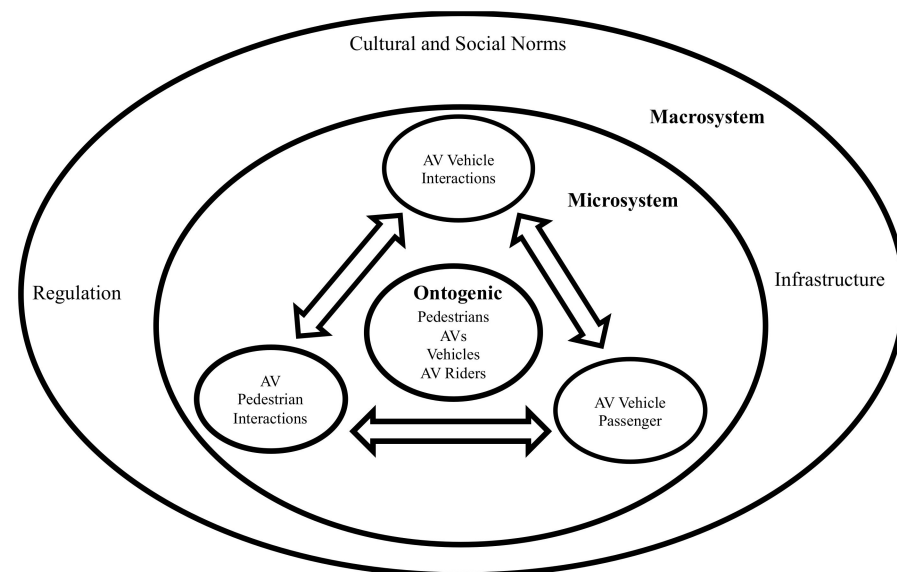 Cultural and Social Norms
Macrosystem
AV Vehicle
Interactions
Microsystem
Regulation
Infrastructure
Ontogenic
Pedestrians
AVs
Vehicles
AV Riders
AV
Pedestrian
Interactions
AV Vehicle
Passenger